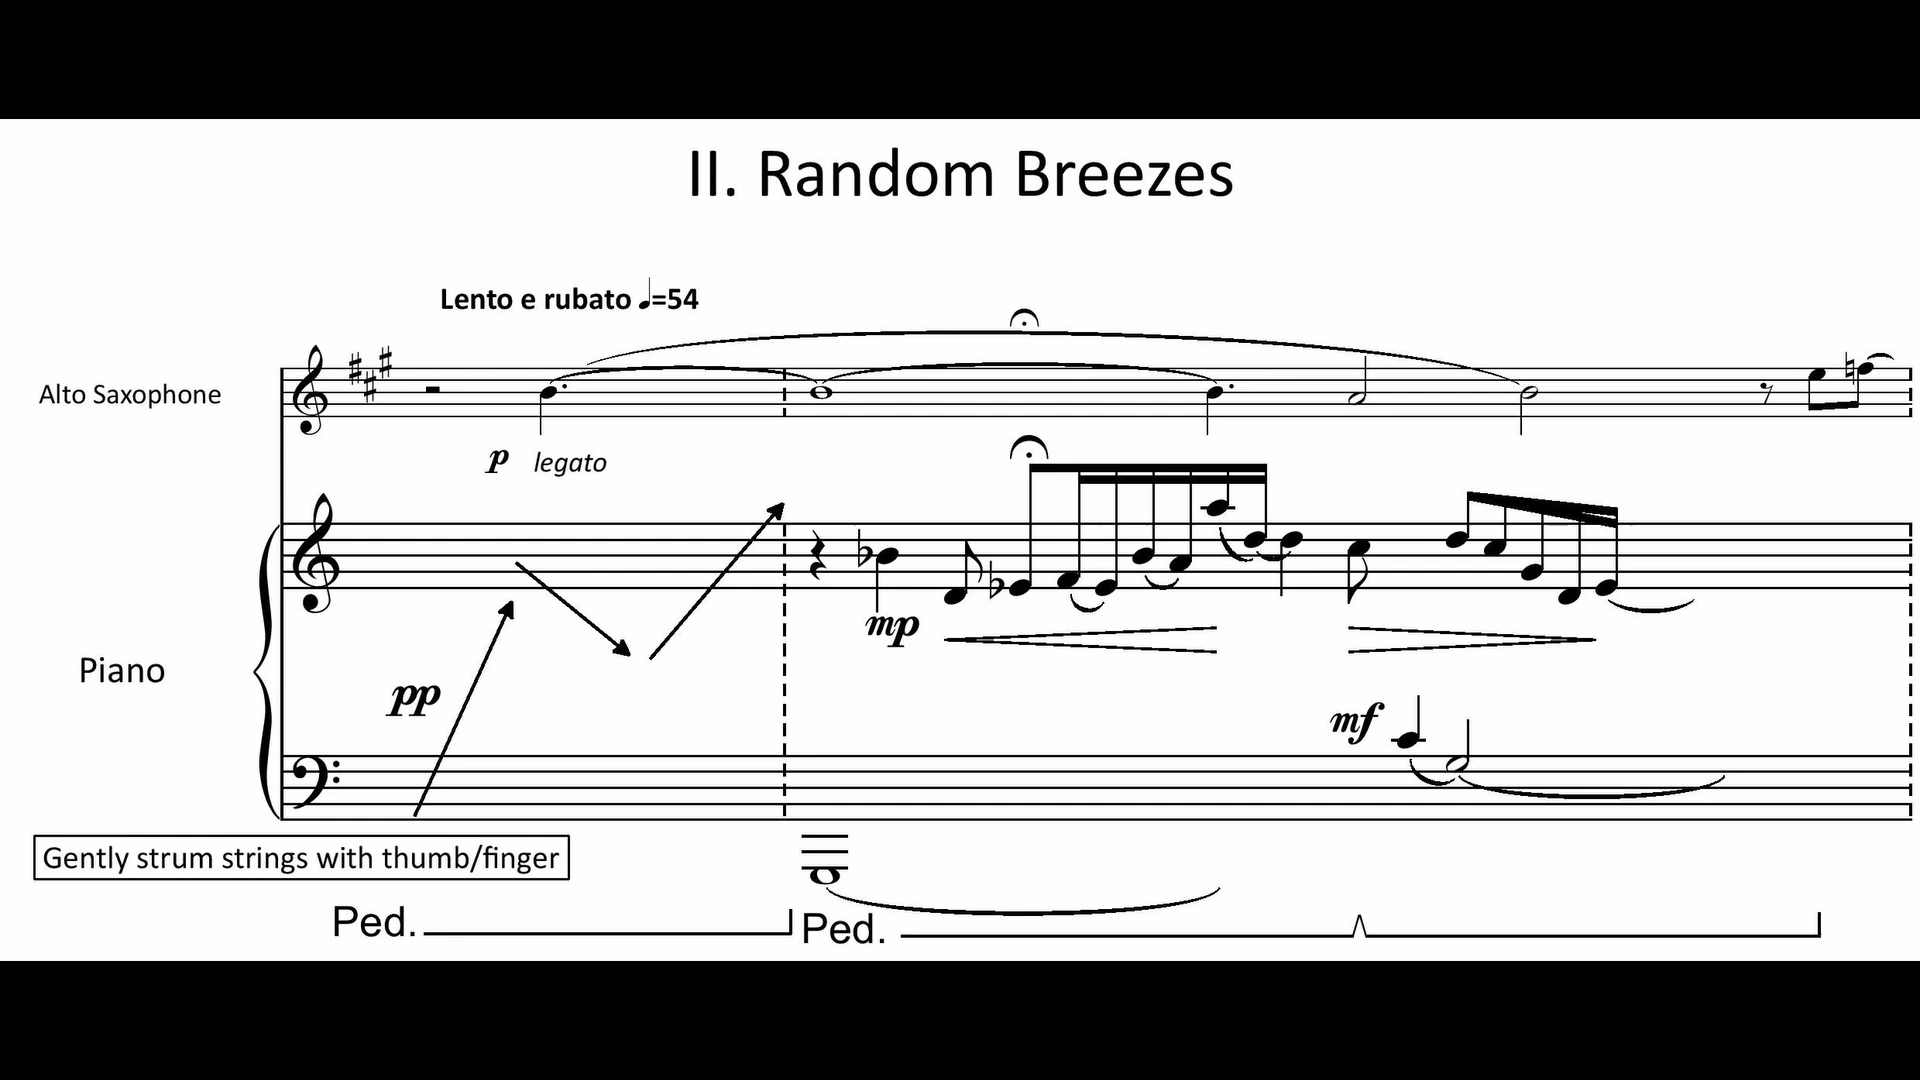 II. Random Breezes
Lento e rubato ♩=54
Alto Saxophone
p legato
mp
Piano
pp
mf
Gently strum strings with thumb/finger
Ped.
Ped.